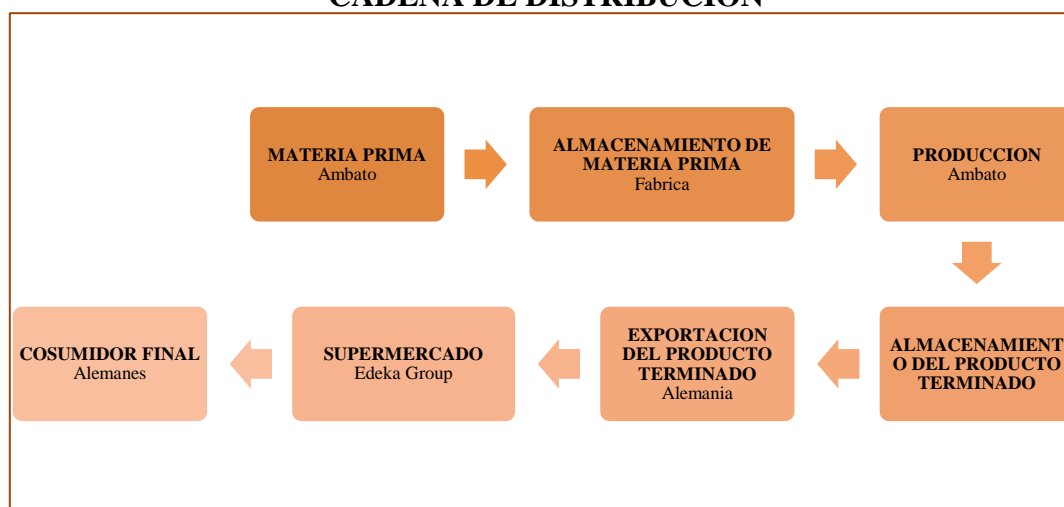 CADENA DE DISTRIBUCION
MATERIA PRIMA
Ambato
ALMACENAMIENTO DE
MATERIA PRIMA
Fabrica
PRODUCCION
Ambato
ALMACENAMIENT
O DEL PRODUCTO
TERMINADO
EXPORTACION
DEL PRODUCTO
TERMINADO
Alemania
SUPERMERCADO
Edeka Group
COSUMIDOR FINAL
Alemanes